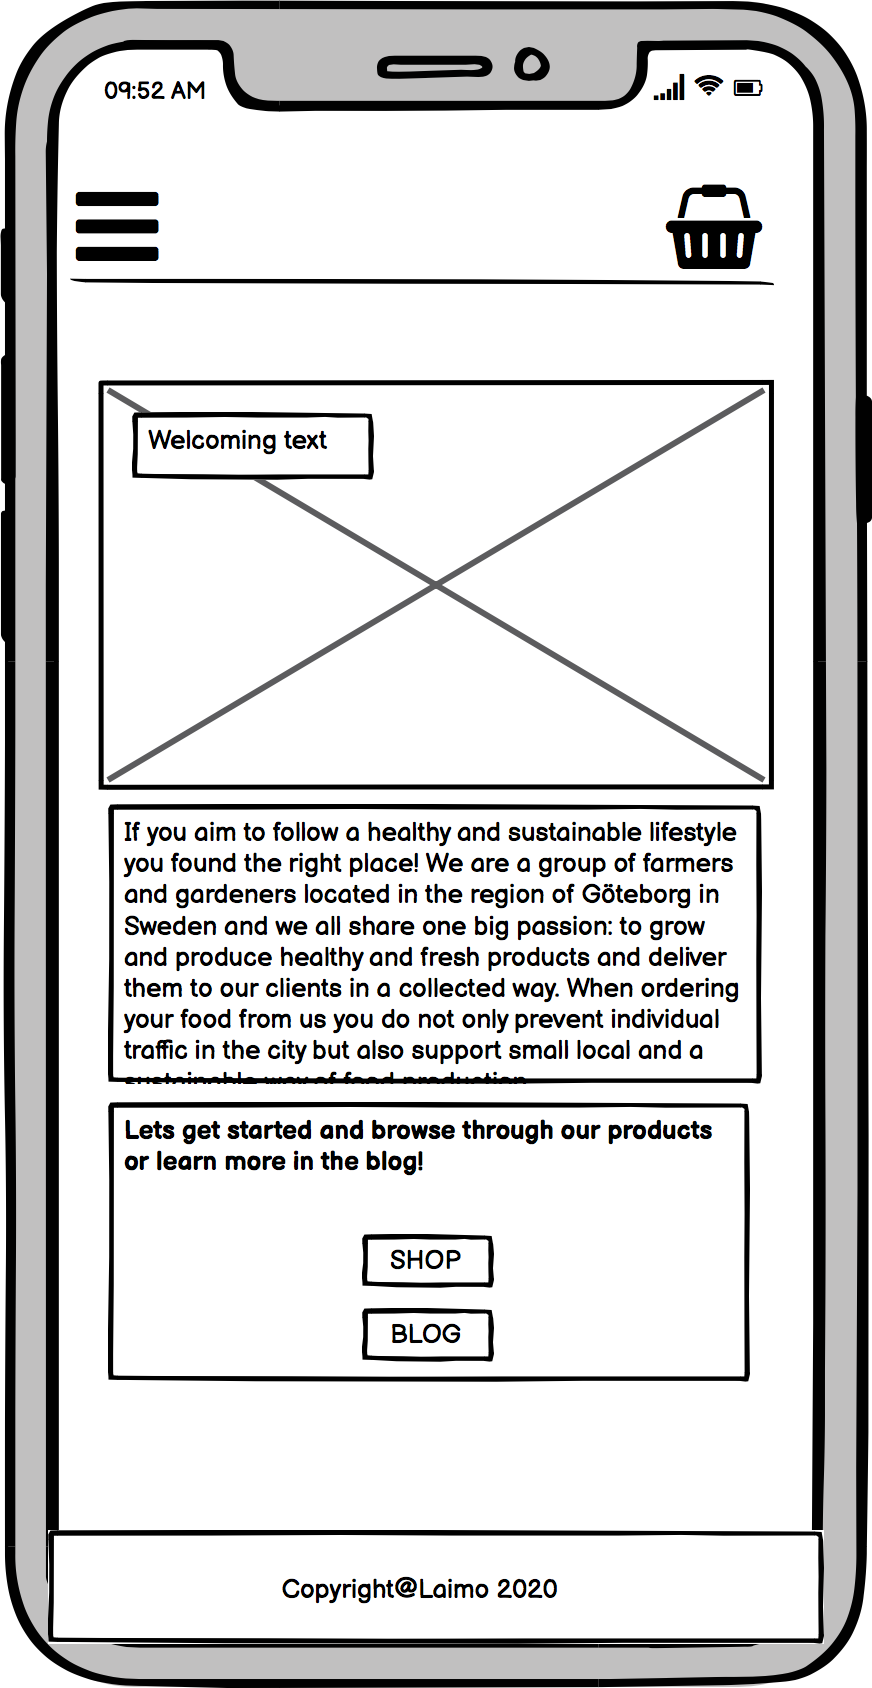 09:52 AM
Welcoming text
If you aim to follow a healthy and sustainable lifestyle
you found the right place! We are a group of farmers
and gardeners located in the region of Göteborg in
Sweden and we all share one big passion: to grow
and produce healthy and fresh products and deliver
them to our clients in a collected way. When ordering
your food from us you do not only prevent individual
traffic in the city but also support small local and a
sustainable way of food production
Lets get started and browse through our products
or learn more in the blog!
SHOP
BLOG
Copyright@Laimo 2020